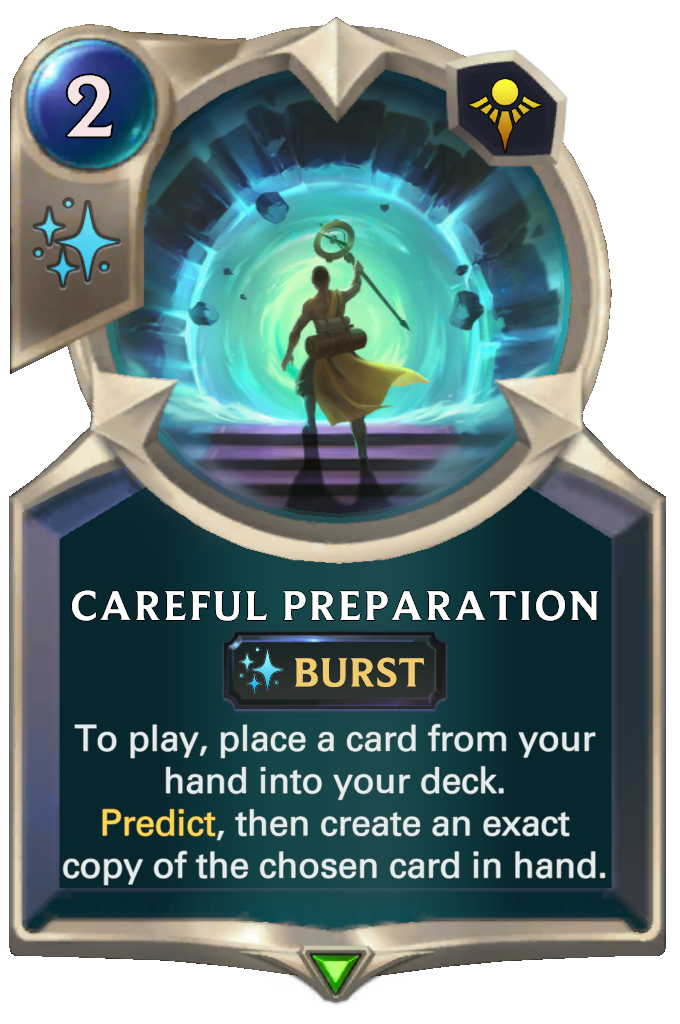 2
CAREFUL PREPARATION
BURST
To play, place a card from your
hand into your deck.
Predict, then create an exact
copy of the chosen card in hand.